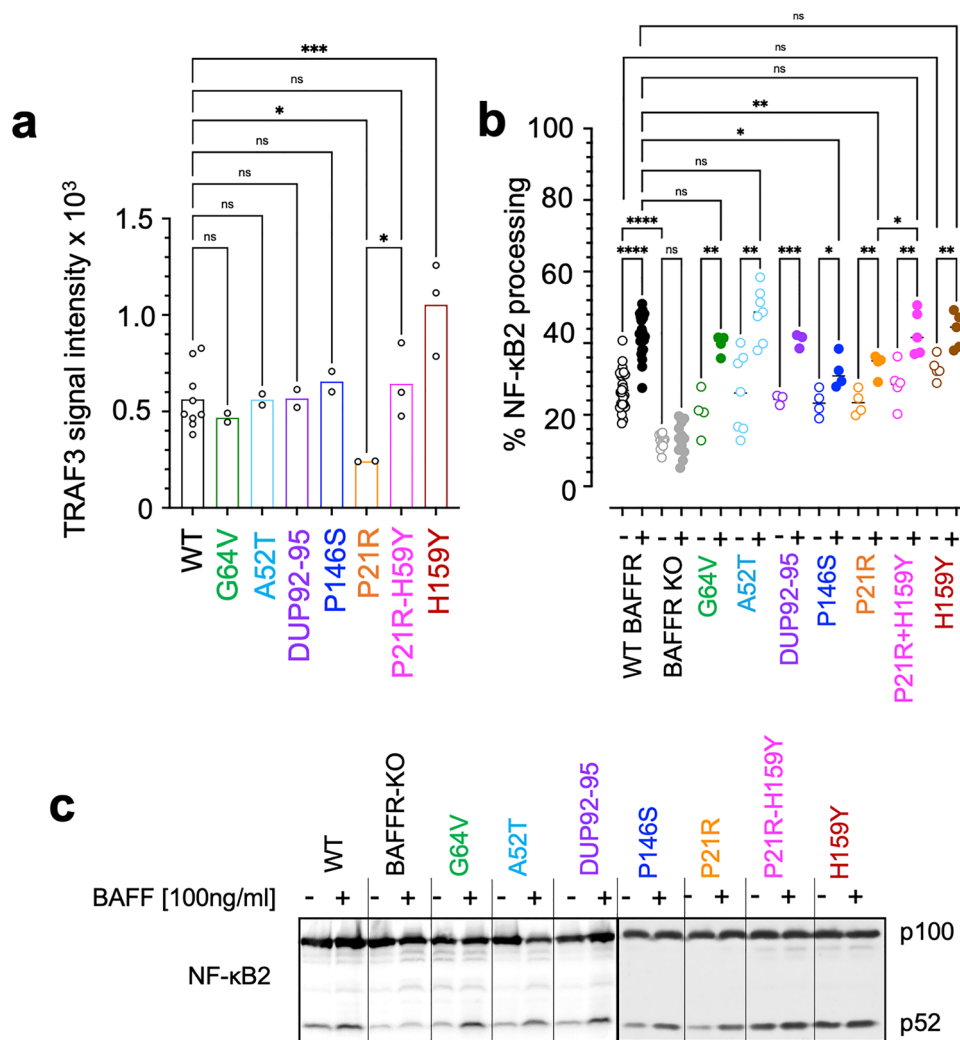 a
TRAF3 signal intensity x 10³
***
ns
*
ns
ns
ns
ns
*
1.5
1.0
0.5
0
WT
G64V
A52T
DUP92-95
P146S
P21R
P21R-H59Y
H159Y
b
% NF-κB2 processing
ns
ns
ns
**
*
ns
ns
*
****
**** ns ** ** *** * ** ** **
100
80
60
40
20
0
- + - + - + - + - + - + - + - + - +
WT BAFFR
BAFFR KO
G64V
A52T
DUP92-95
P146S
P21R
P21R+H159Y
H159Y
c
WT
BAFFR-KO
G64V
A52T
DUP92-95
P146S
P21R
P21R-H159Y
H159Y
BAFF [100ng/ml] - + - + - + - + - + - + - + - + - +
NF-κB2
p100
p52